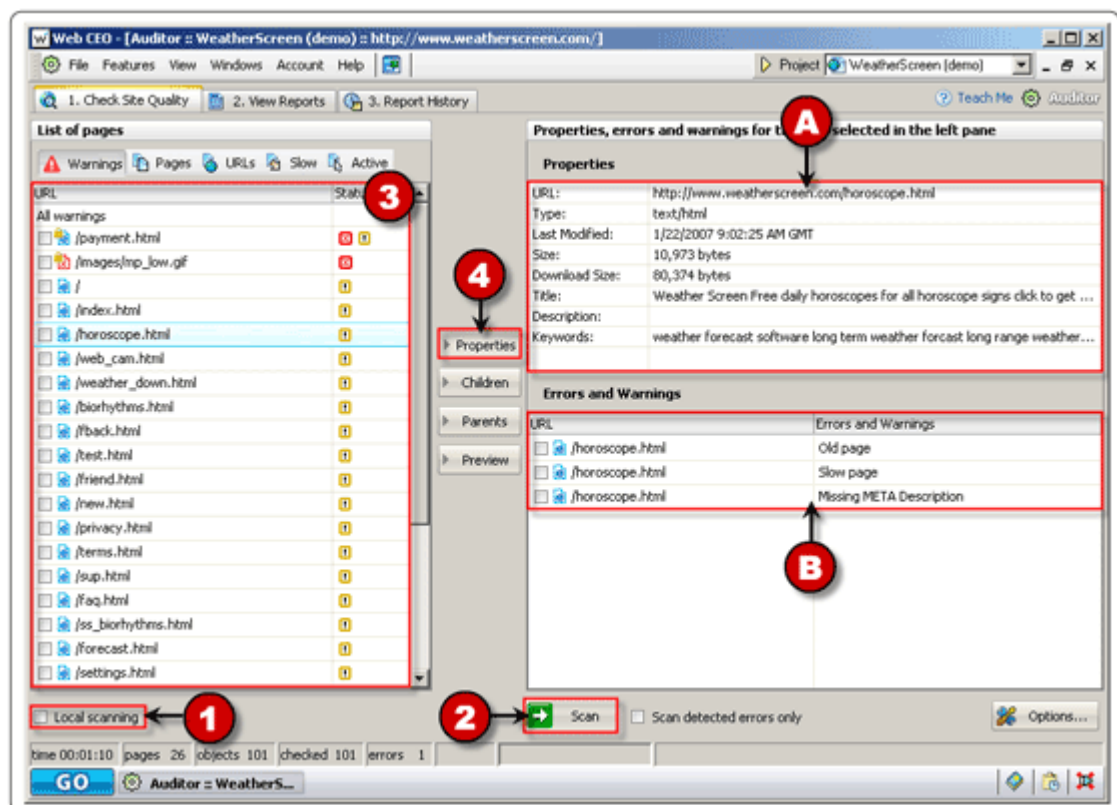 Web CEO - [Auditor :: WeatherScreen (demo) :: http://www.weatherscreen.com/]
File Features View Windows Account Help Project WeatherScreen (demo)
1. Check Site Quality 2. View Reports 3. Report History Teach Me Auditor
List of pages
Warnings Pages URLs Slow Active
URL Statu
3
All warnings
/payment.html
/images/mp_low.gif
/
/index.html
/horoscope.html
/web_cam.html
/weather_down.html
/biorhythms.html
/fback.html
/test.html
/friend.html
/new.html
/privacy.html
/terms.html
/sup.html
/faq.html
/ss_biorhythms.html
/forecast.html
/settings.html
4
Properties
Children
Parents
Preview
Properties, errors and warnings for t selected in the left pane
A
Properties
URL: http://www.weatherscreen.com/horoscope.html
Type: text/html
Last Modified: 1/22/2007 9:02:25 AM GMT
Size: 10,973 bytes
Download Size: 80,374 bytes
Title: Weather Screen Free daily horoscopes for all horoscope signs click to get ...
Description:
Keywords: weather forecast software long term weather forcast long range weather...
Errors and Warnings
URL Errors and Warnings
/horoscope.html Old page
/horoscope.html Slow page
/horoscope.html Missing META Description
B
Local scanning 1 2 Scan Scan detected errors only Options...
time 00:01:10 pages 26 objects 101 checked 101 errors 1
GO Auditor :: WeatherS...